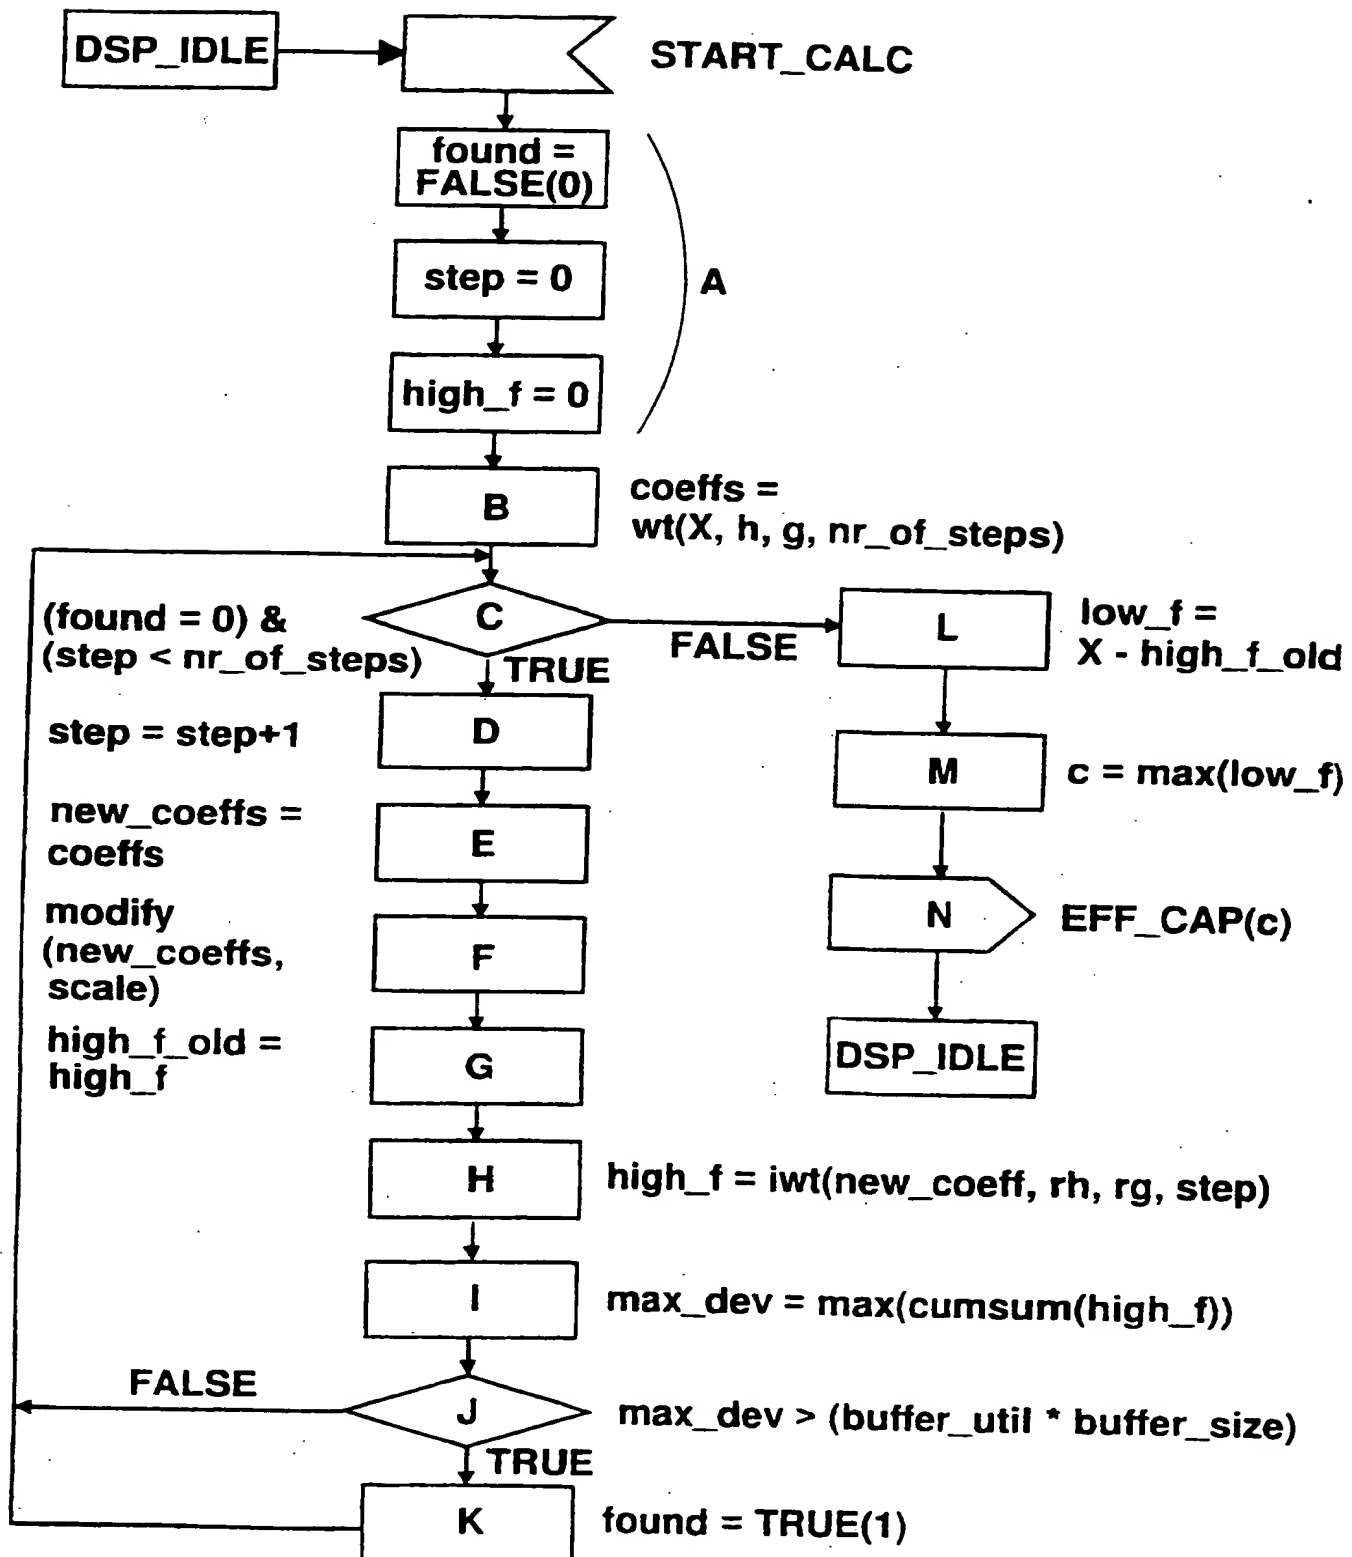 DSP_IDLE
START_CALC
found =
FALSE(0)
step = 0
A
high_f = 0
B
coeffs =
wt(X, h, g, nr_of_steps)
C
(found = 0) &
(step < nr_of_steps)
TRUE
FALSE
L
low_f =
X - high_f_old
step = step+1
D
M
c = max(low_f)
new_coeffs =
coeffs
E
N
EFF_CAP(c)
modify
(new_coeffs,
scale)
F
DSP_IDLE
high_f_old =
high_f
G
H
high_f = iwt(new_coeff, rh, rg, step)
I
max_dev = max(cumsum(high_f))
FALSE
J
max_dev > (buffer_util * buffer_size)
TRUE
K
found = TRUE(1)